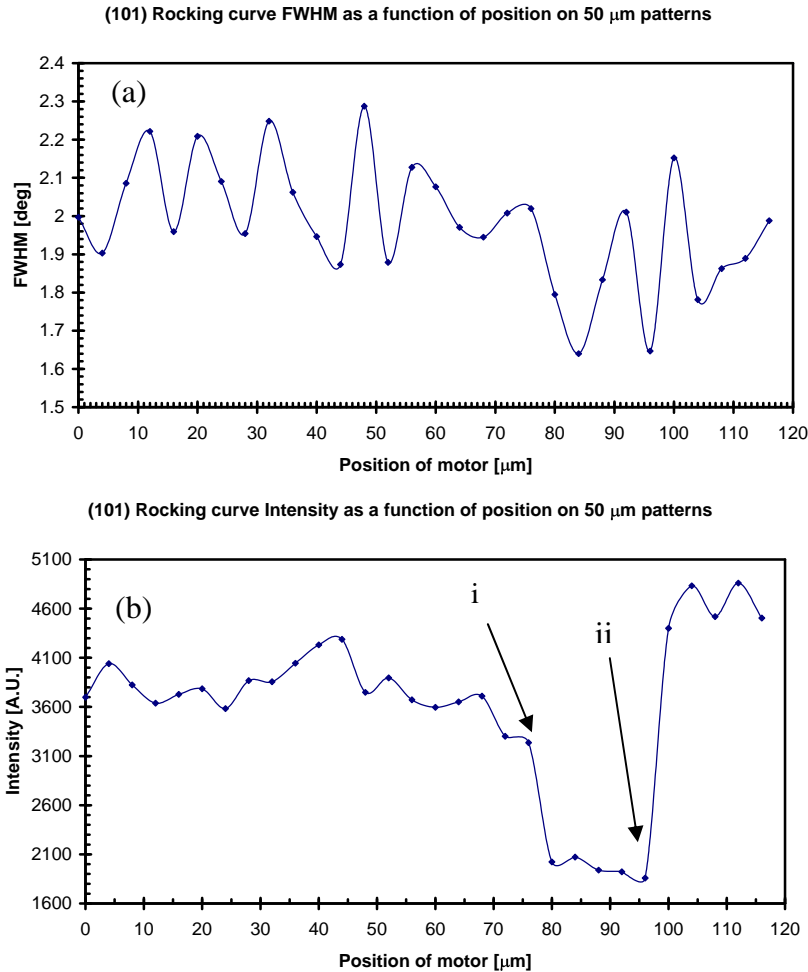 (101) Rocking curve FWHM as a function of position on 50 μm patterns
2.4
2.3
2.2
2.1
2
1.9
1.8
1.7
1.6
1.5
FWHM [deg]
(a)
0 10 20 30 40 50 60 70 80 90 100 110 120
Position of motor [μm]
(101) Rocking curve Intensity as a function of position on 50 μm patterns
5100
4600
4100
3600
3100
2600
2100
1600
Intensity [A.U.]
(b)
i
ii
0 10 20 30 40 50 60 70 80 90 100 110 120
Position of motor [μm]